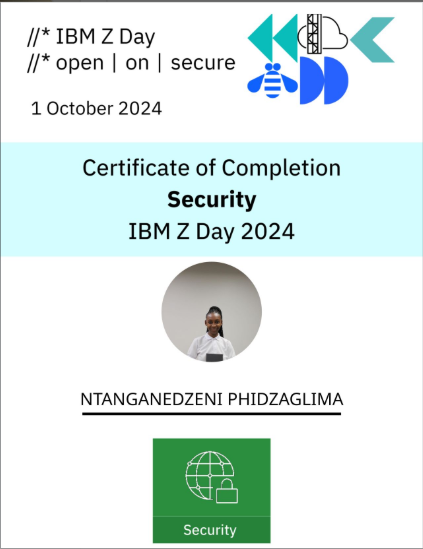 //* IBM Z Day
//* open | on | secure
1 October 2024
Certificate of Completion
Security
IBM Z Day 2024
NTANGANEDZENI PHIDZAGLIMA
Security